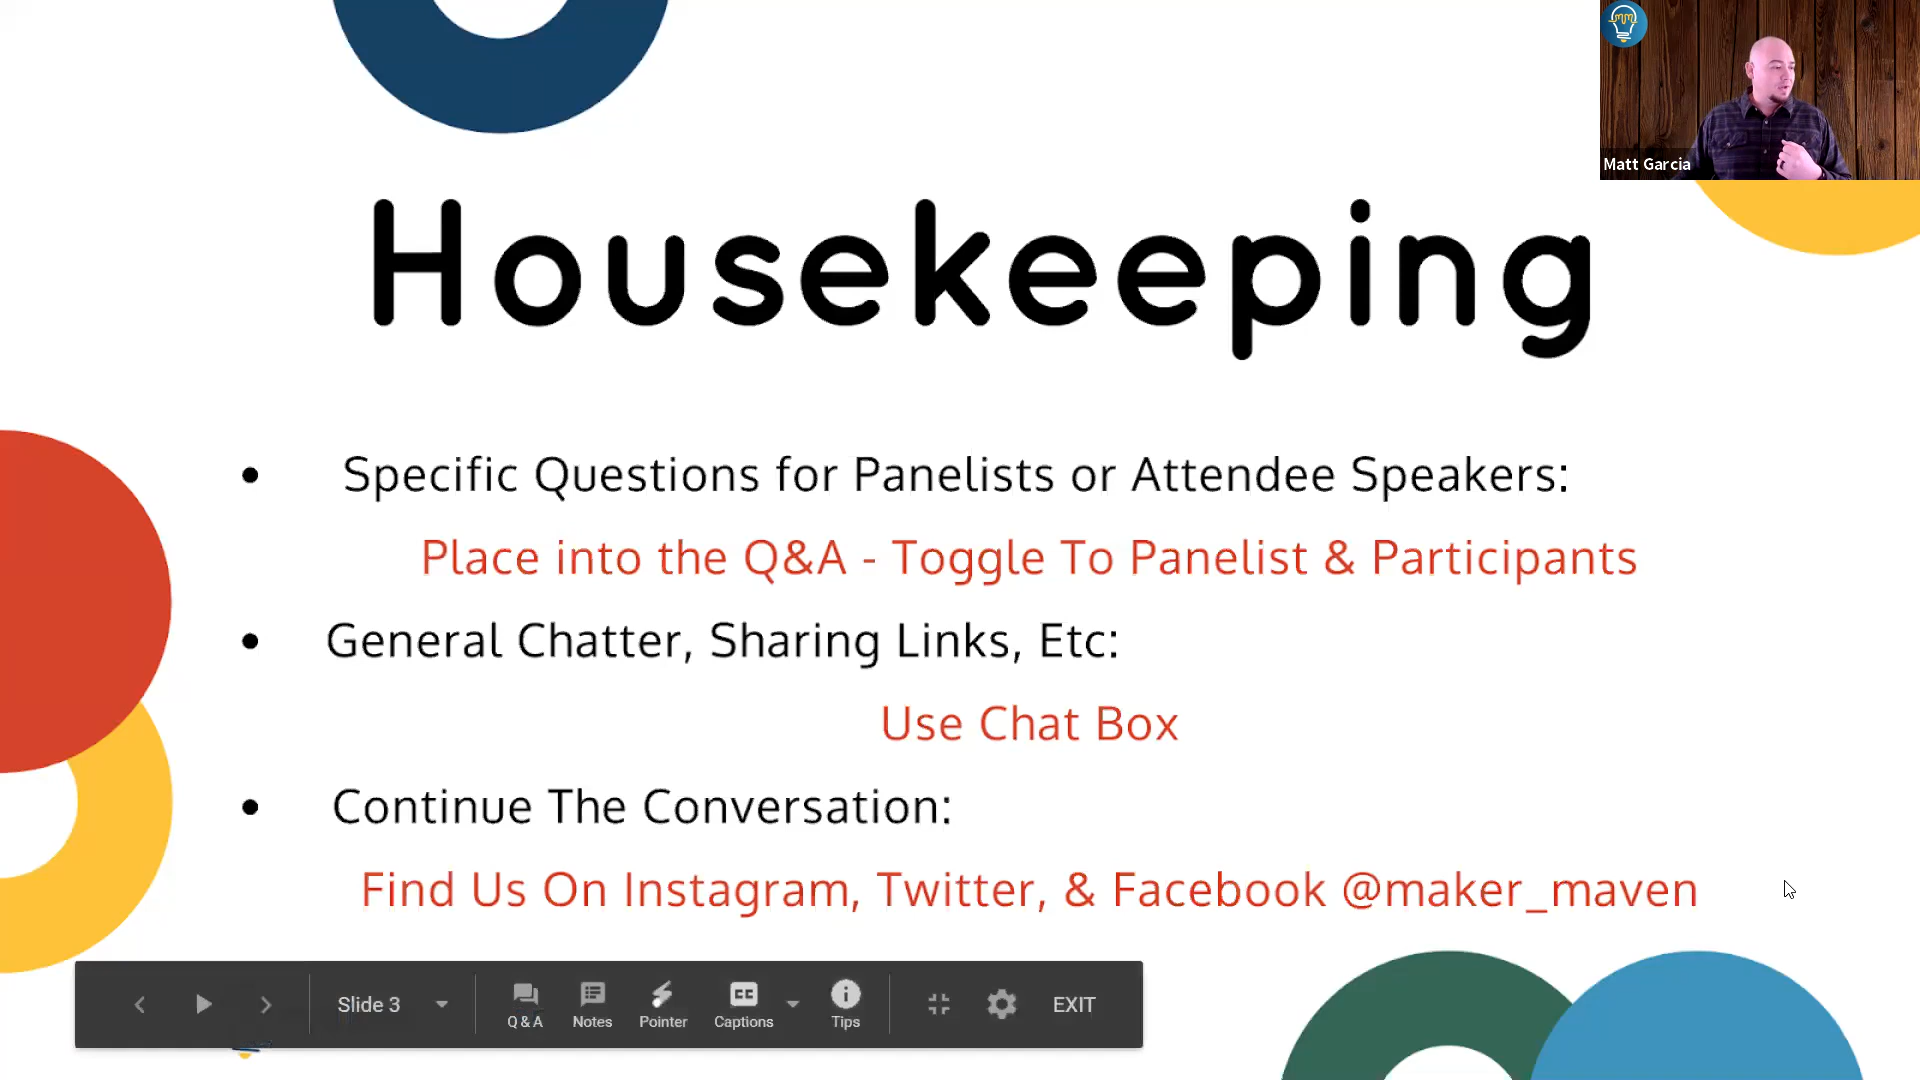 Matt Garcia
Housekeeping
• Specific Questions for Panelists or Attendee Speakers:
Place into the Q&A - Toggle To Panelist & Participants
• General Chatter, Sharing Links, Etc:
Use Chat Box
• Continue The Conversation:
Find Us On Instagram, Twitter, & Facebook @maker_maven
Slide 3
Q & A
Notes
Pointer
CC
Captions
Tips
EXIT